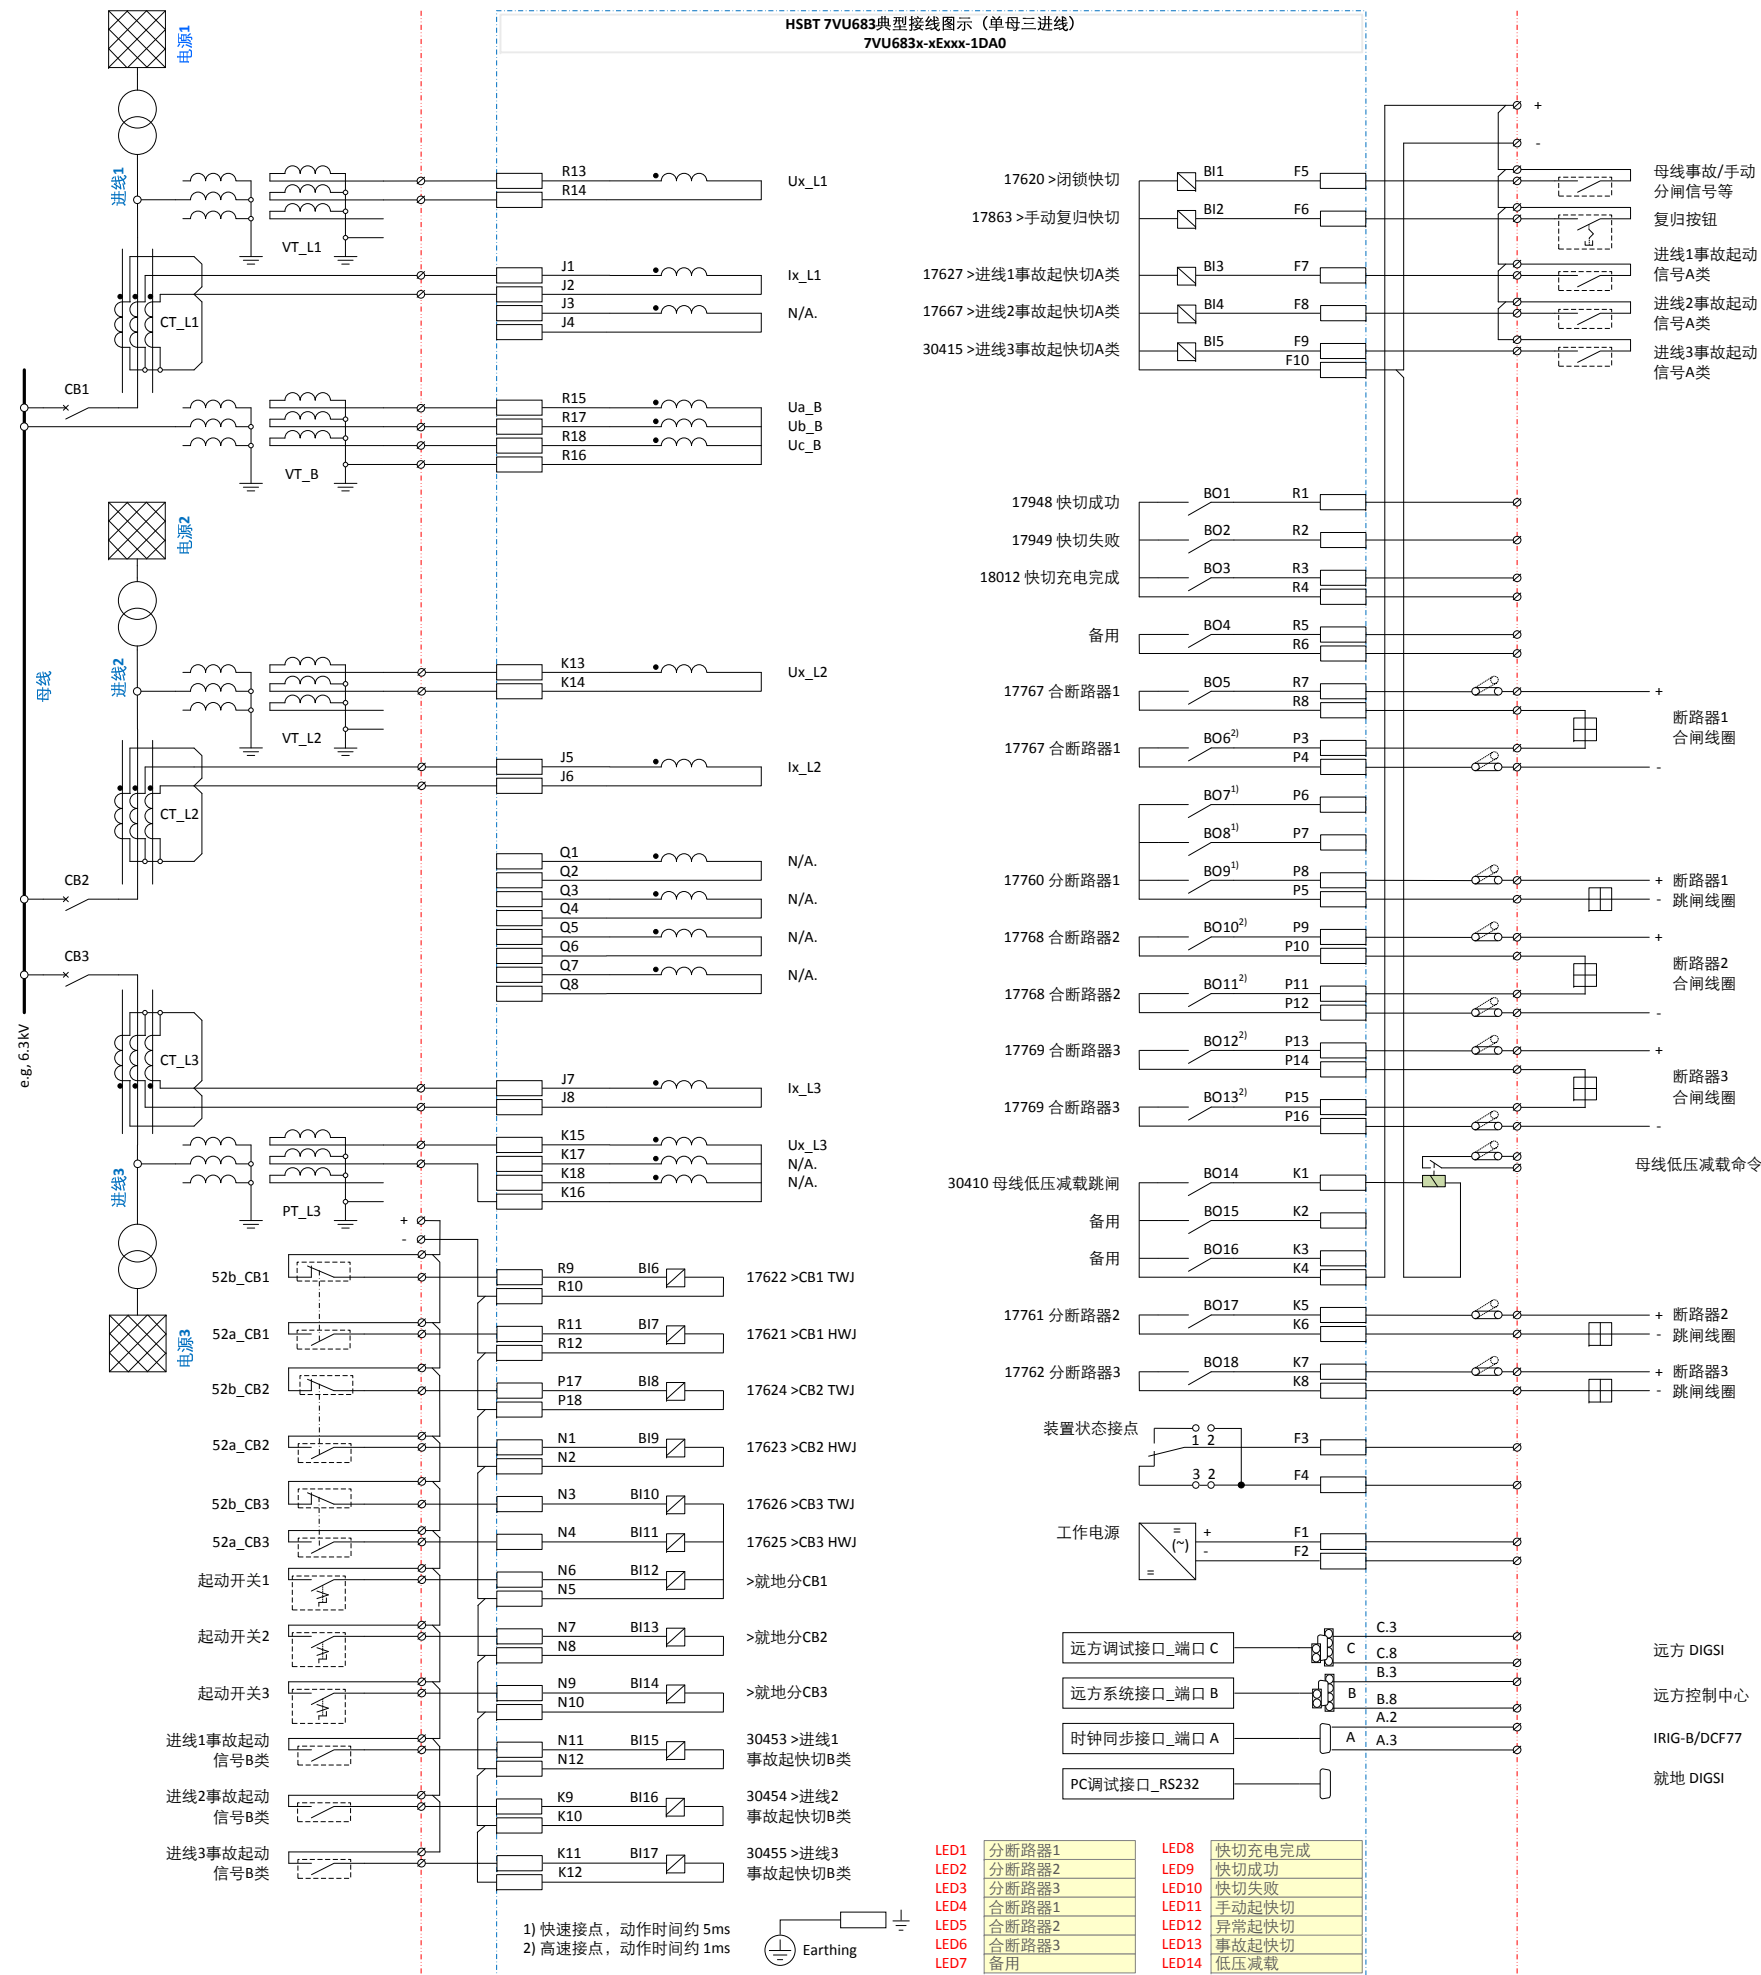 HSBT 7VU683典型接线图示（单母三进线）
7VU683x-xExxx-1DA0
电源1
进线1
VT_L1
CT_L1
CB1
VT_B
电源2
进线2
母线
VT_L2
CT_L2
CB2
CB3
e.g, 6.3kV
CT_L3
进线3
PT_L3
电源3
R13
R14
Ux_L1
J1
J2
Ix_L1
J3
J4
N/A.
R15
R17
R18
R16
Ua_B
Ub_B
Uc_B
K13
K14
Ux_L2
J5
J6
Ix_L2
Q1
Q2
N/A.
Q3
Q4
N/A.
Q5
Q6
N/A.
Q7
Q8
N/A.
J7
J8
Ix_L3
K15
K17
K18
K16
Ux_L3
N/A.
N/A.
+
-
52b_CB1 R9 BI6 17622 >CB1 TWJ
R10
52a_CB1 R11 BI7 17621 >CB1 HWJ
R12
52b_CB2 P17 BI8 17624 >CB2 TWJ
P18
52a_CB2 N1 BI9 17623 >CB2 HWJ
N2
52b_CB3 N3 BI10 17626 >CB3 TWJ
52a_CB3 N4 BI11 17625 >CB3 HWJ
起动开关1 N6 BI12 >就地分CB1
N5
起动开关2 N7 BI13 >就地分CB2
N8
起动开关3 N9 BI14 >就地分CB3
N10
进线1事故起动 N11 BI15 30453 >进线1
信号B类 N12 事故起快切B类
进线2事故起动 K9 BI16 30454 >进线2
信号B类 K10 事故起快切B类
进线3事故起动 K11 BI17 30455 >进线3
信号B类 K12 事故起快切B类
1) 快速接点，动作时间约 5ms
2) 高速接点，动作时间约 1ms
Earthing
+
-
17620 >闭锁快切 BI1 F5 母线事故/手动
分闸信号等
17863 >手动复归快切 BI2 F6 复归按钮
17627 >进线1事故起快切A类 BI3 F7 进线1事故起动
信号A类
17667 >进线2事故起快切A类 BI4 F8 进线2事故起动
信号A类
30415 >进线3事故起快切A类 BI5 F9 进线3事故起动
F10 信号A类
17948 快切成功 BO1 R1
17949 快切失败 BO2 R2
18012 快切充电完成 BO3 R3
R4
备用 BO4 R5
R6
17767 合断路器1 BO5 R7 +
R8 断路器1
合闸线圈
17767 合断路器1 BO6²⁾ P3
P4 -
BO7¹⁾ P6
BO8¹⁾ P7
17760 分断路器1 BO9¹⁾ P8 + 断路器1
P5 - 跳闸线圈
17768 合断路器2 BO10²⁾ P9 +
P10 断路器2
合闸线圈
17768 合断路器2 BO11²⁾ P11
P12 -
17769 合断路器3 BO12²⁾ P13 +
P14 断路器3
合闸线圈
17769 合断路器3 BO13²⁾ P15
P16 -
母线低压减载命令
30410 母线低压减载跳闸 BO14 K1
备用 BO15 K2
备用 BO16 K3
K4
17761 分断路器2 BO17 K5 + 断路器2
K6 - 跳闸线圈
17762 分断路器3 BO18 K7 + 断路器3
K8 - 跳闸线圈
装置状态接点 1 2 F3
3 2 F4
工作电源 = (~) = + F1
- F2
远方调试接口_端口 C C C.3
C.8 远方 DIGSI
远方系统接口_端口 B B B.3
B.8 远方控制中心
时钟同步接口_端口 A A A.2
A.3 IRIG-B/DCF77
PC调试接口_RS232 就地 DIGSI
LED1 分断路器1 LED8 快切充电完成
LED2 分断路器2 LED9 快切成功
LED3 分断路器3 LED10 快切失败
LED4 合断路器1 LED11 手动起快切
LED5 合断路器2 LED12 异常起快切
LED6 合断路器3 LED13 事故起快切
LED7 备用 LED14 低压减载